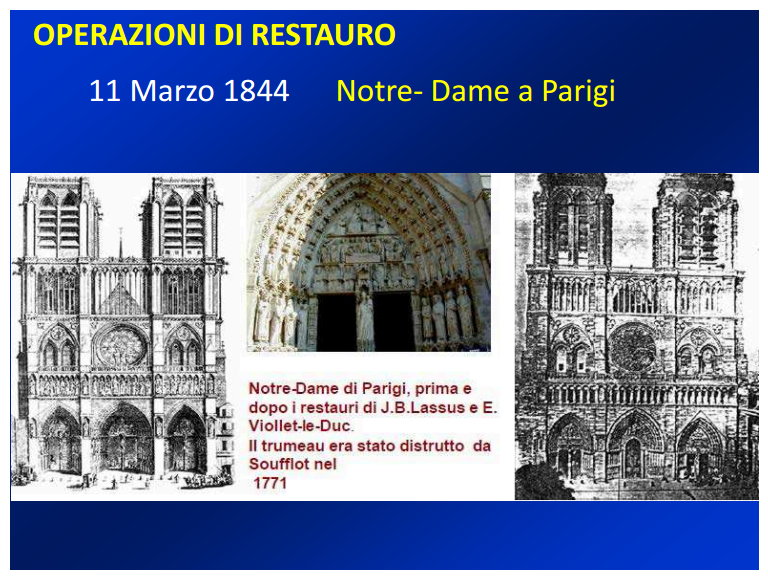 OPERAZIONI DI RESTAURO
11 Marzo 1844 Notre- Dame a Parigi
Notre-Dame di Parigi, prima e
dopo i restauri di J.B.Lassus e E.
Viollet-le-Duc.
Il trumeau era stato distrutto da
Soufflot nel
1771